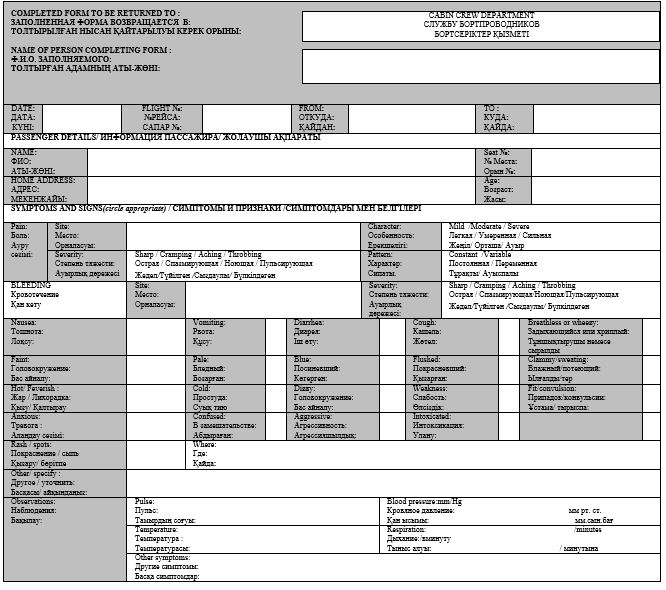 COMPLETED FORM TO BE RETURNED TO :
ЗАПОЛНЕННАЯ ФОРМА ВОЗВРАЩАЕТСЯ В:
ТОЛТЫРЫЛҒАН НЫСАН ҚАЙТАРЫЛУЫ КЕРЕК ОРЫНЫ:
CABIN CREW DEPARTMENT
СЛУЖБУ БОРТПРОВОДНИКОВ
БОРТСЕРІКТЕР ҚЫЗМЕТІ
NAME OF PERSON COMPLETING FORM :
Ф.И.О. ЗАПОЛНЯЕМОГО:
ТОЛТЫРҒАН АДАМНЫҢ АТЫ-ЖӨНІ:
DATE: FLIGHT №: FROM: TO :
ДАТА: №РЕЙСА: ОТКУДА: КУДА:
КҮНІ: САПАР №: ҚАЙДАН: ҚАЙДА:
PASSENGER DETAILS/ ИНФОРМАЦИЯ ПАССАЖИРА/ ЖОЛАУШЫ АҚПАРАТЫ
NAME: Seat №:
ФИО: № Места:
АТЫ-ЖӨНІ: Орын №:
HOME ADDRESS: Age:
АДРЕС: Возраст:
МЕКЕНЖАЙЫ: Жасы:
SYMPTOMS AND SIGNS(circle appropriate) / СИМПТОМЫ И ПРИЗНАКИ /СИМПТОМДАРЫ МЕН БЕЛГІЛЕРІ
Pain: Site: Character: Mild /Moderate / Severe
Боль: Место: Особенность: Легкая / Умеренная / Сильная
Ауру Орналасуы: Ерекшелігі: Жеңіл/ Орташа/ Ауыр
сезімі: Severity: Sharp / Cramping / Aching / Throbbing Pattern: Constant /Variable
Степень тяжести: Острая / Спазмирующая / Ноющая / Пульсирующая Характер: Постоянная / Переменная
Ауырлық дәрежесі Жедел/Түйілген /Сыздаулы/ Бүлкілдеген Сипаты: Тұрақты/ Ауыспалы
BLEEDING Site: Severity: Sharp / Cramping / Aching / Throbbing
Кровотечение Место: Степень тяжести: Острая / Спазмирующая/Ноющая/Пульсирующая
Қан кету Орналасуы: Ауырлық дәрежесі: Жедел/Түйілген /Сыздаулы/ Бүлкілдеген
Nausea: Vomiting: Diarrhea: Cough: Breathless or wheezy:
Тошнота: Рвота: Диарея: Кашель: Задыхающийся или хриплый:
Лоқсу: Құсу: Іш өту: Жөтел: Тұншықтырушы немесе
сырылды
Faint: Pale: Blue: Flushed: Clammy/sweating:
Головокружение: Бледный: Посиневший: Покрасневший: Влажный/потеющий:
Бас айналу: Бозарған: Көгерген: Қызарған: Ылғалды/тер
Hot/ Feverish : Cold: Dizzy: Weakness: Fit/convulsion:
Жар / Лихорадка: Простуда: Головокружение: Слабость: Припадок/конвульсии:
Қызу/ Қалтырау Суық тию Бас айналу: Әлсіздік: Ұстама/ тырыспа:
Anxious: Confused: Aggressive: Intoxicated:
Тревога : В замешательстве: Агрессивность: Интоксикация:
Алаңдау сезімі: Абдыраған: Агрессияшылдық: Улану:
Rash / spots: Where:
Покраснение / сыпь Где:
Қызару/ бөртпе Қайда:
Other/ specify :
Другое / уточнить:
Басқасы/ айқынданыз:
Observations: Pulse: Blood pressure:mm/Hg
Наблюдения: Пульс: Кровяное давление: мм рт. ст.
Бақылау: Тамырдың соғуы: Қан қысымы: мм.сын.бағ
Temperature: Respiration: /minutes
Температура : Дыхание:/вминуту
Температурасы: Тыныс алуы: / минутына
Other symptoms:
Другие симптомы:
Басқа симптомдар: